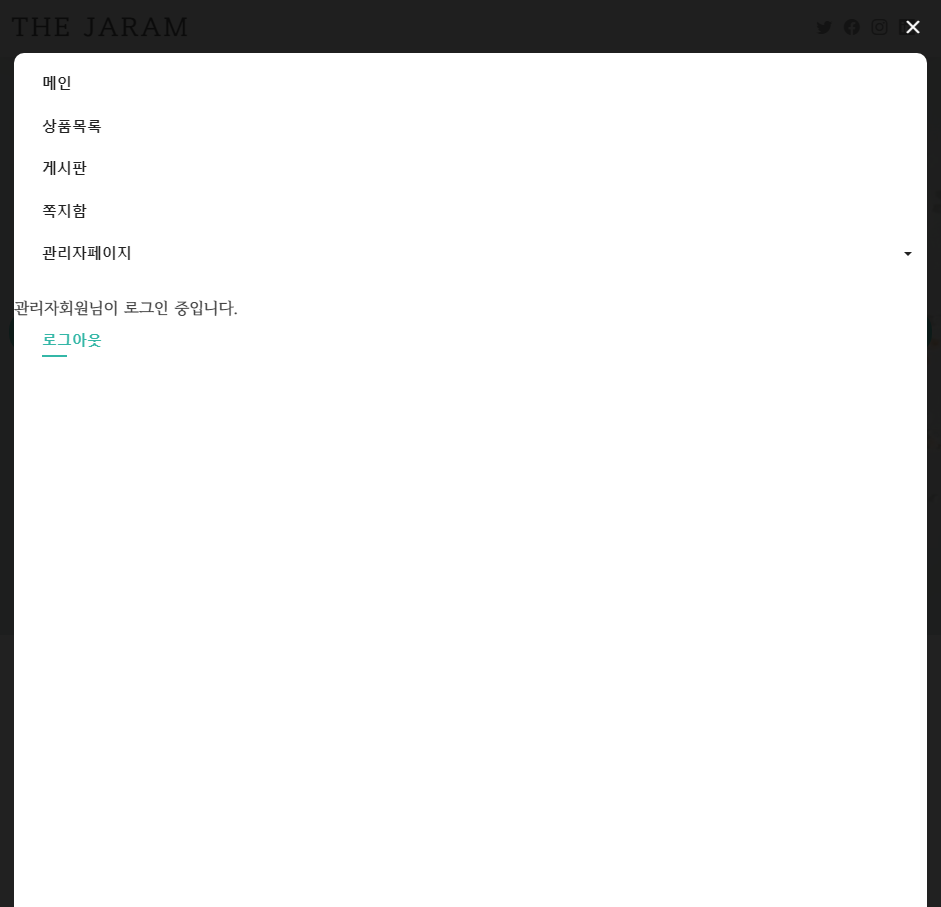 THE JARAM
메인
상품목록
게시판
쪽지함
관리자페이지
관리자회원님이 로그인 중입니다.
로그아웃